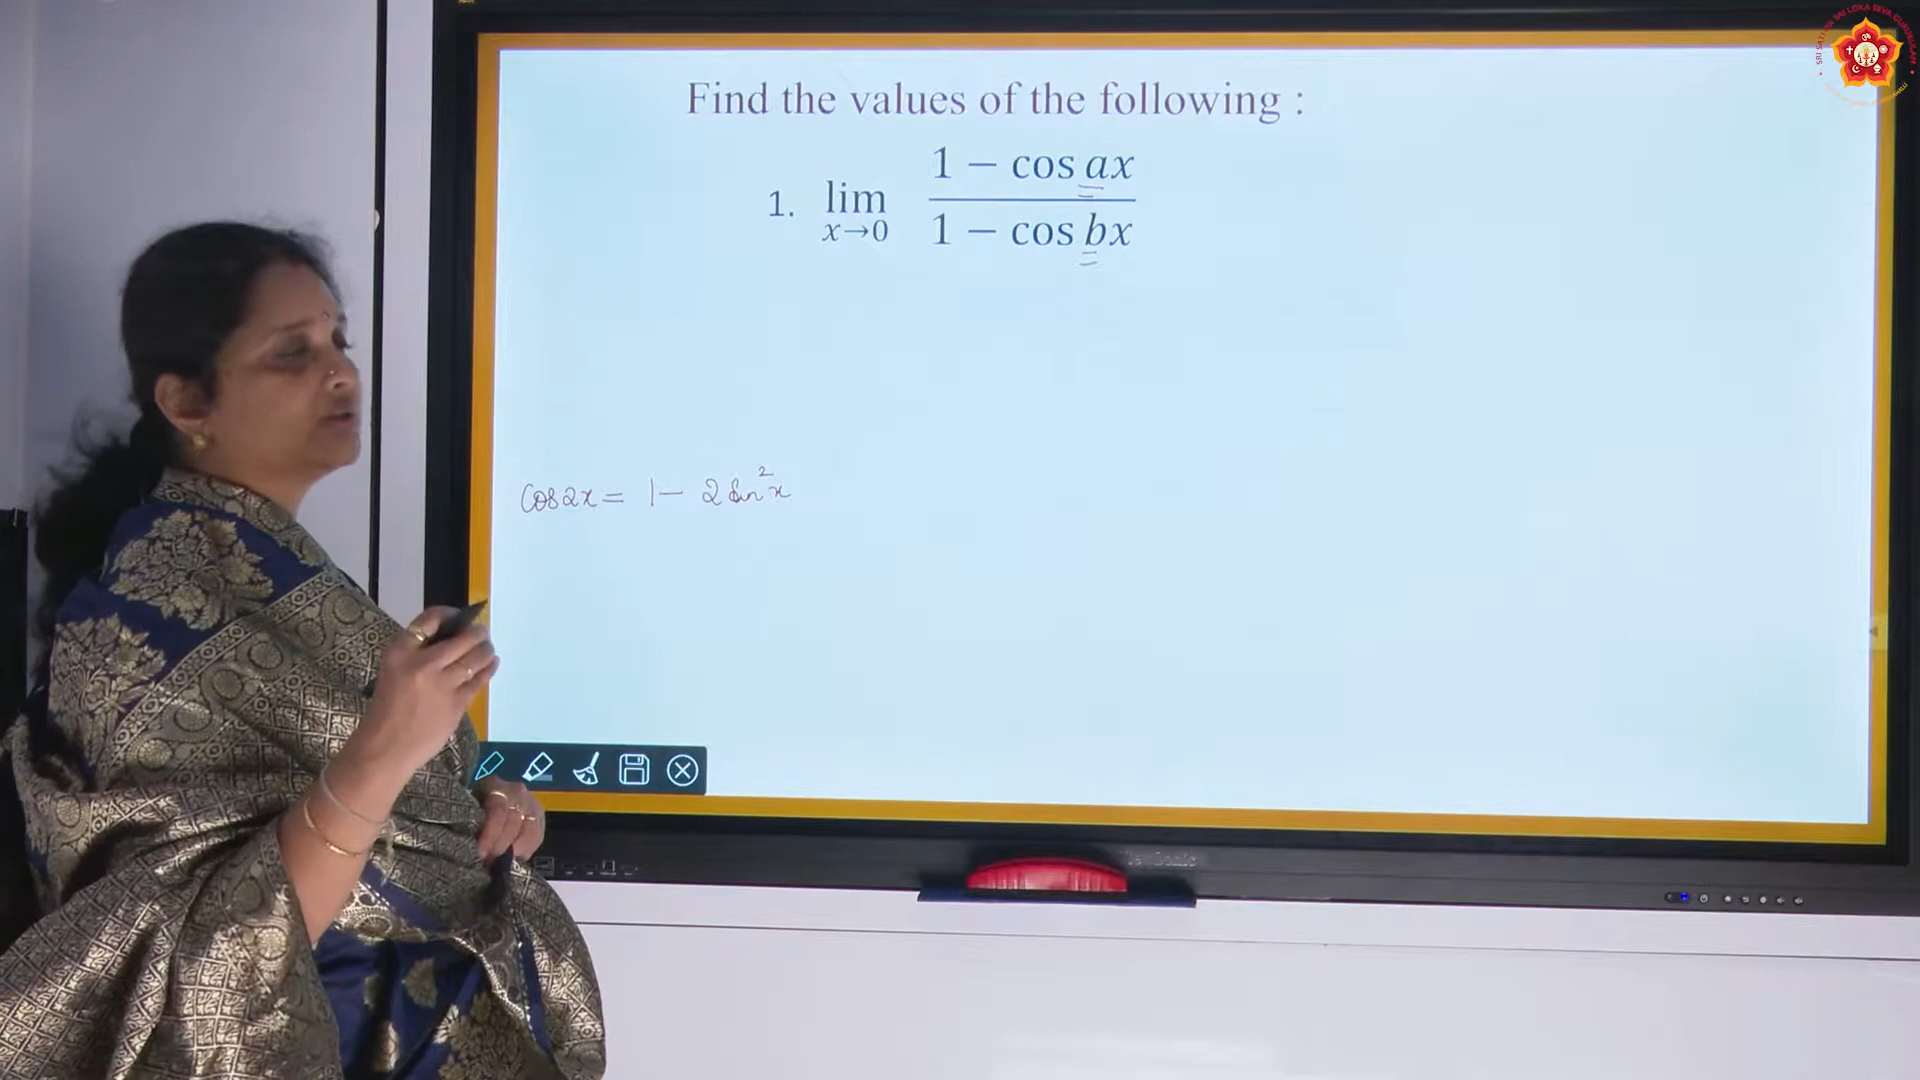 Find the values of the following :
1. lim x→0 (1 − cos ax) / (1 − cos bx)
cos2x = 1 − 2 sin²x